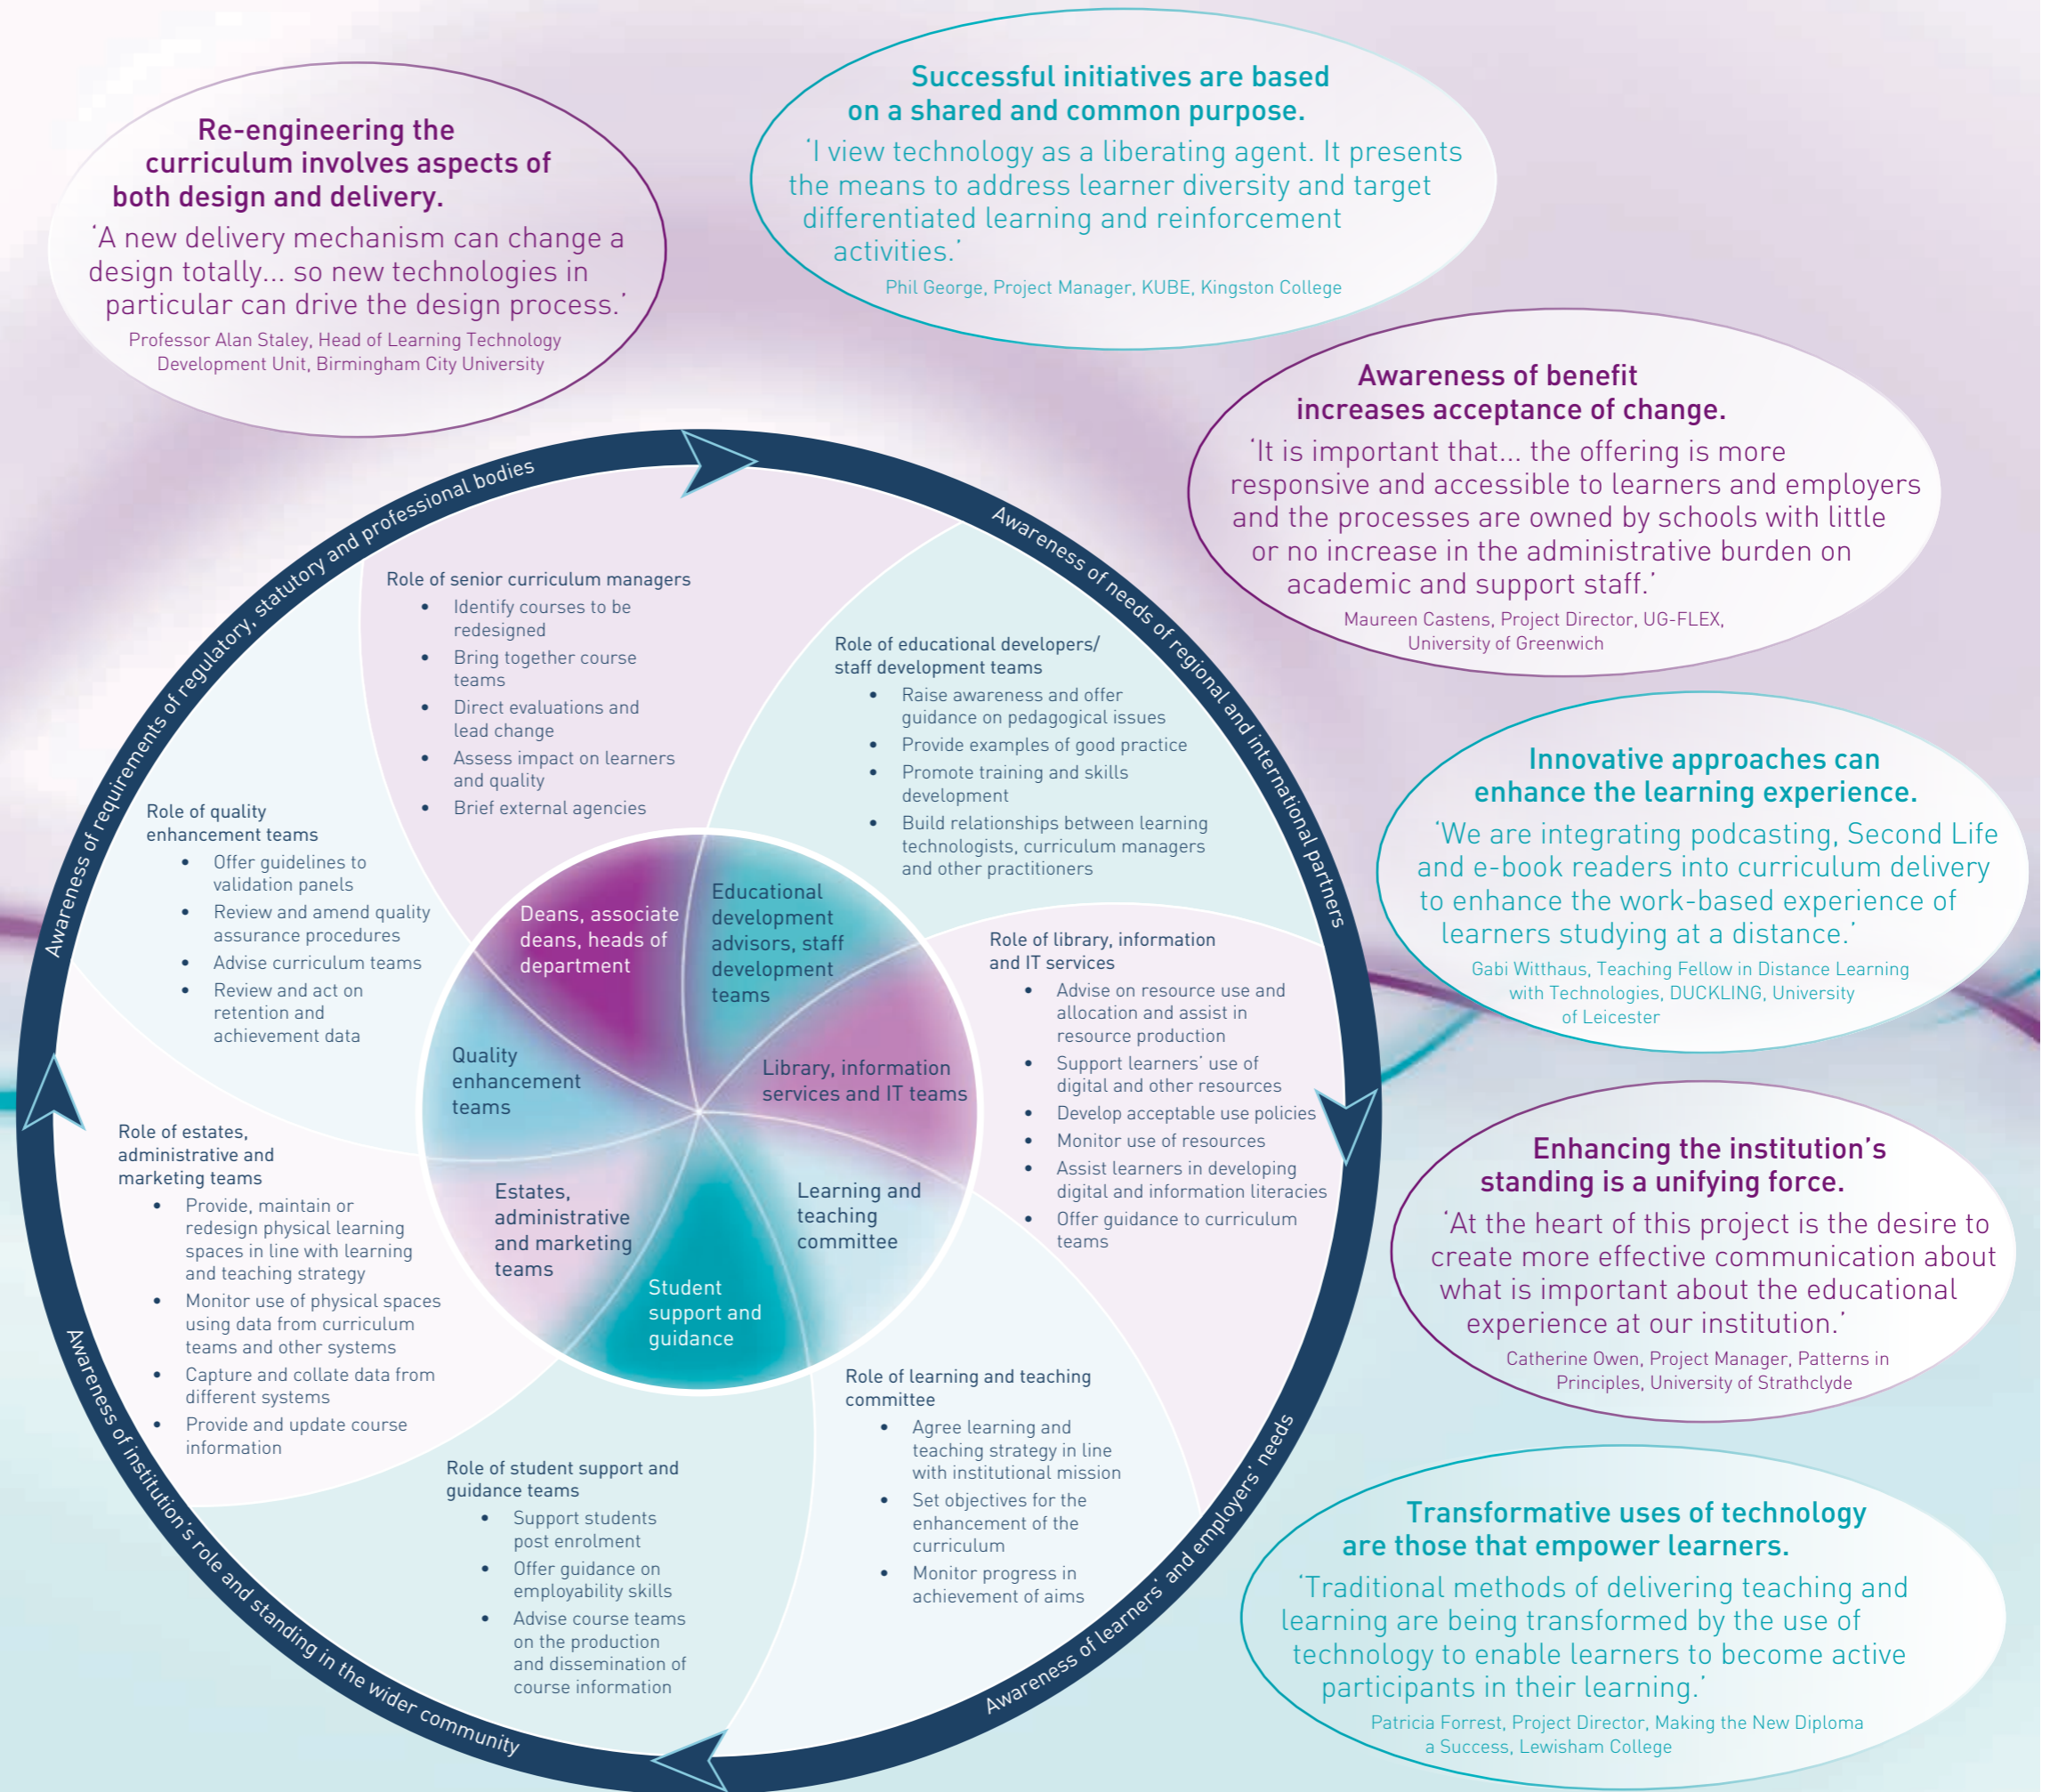 Re-engineering the
curriculum involves aspects of
both design and delivery.
‘A new delivery mechanism can change a
design totally... so new technologies in
particular can drive the design process.’
Professor Alan Staley, Head of Learning Technology
Development Unit, Birmingham City University
Successful initiatives are based
on a shared and common purpose.
‘I view technology as a liberating agent. It presents
the means to address learner diversity and target
differentiated learning and reinforcement
activities.’
Phil George, Project Manager, KUBE, Kingston College
Awareness of benefit
increases acceptance of change.
‘It is important that... the offering is more
responsive and accessible to learners and employers
and the processes are owned by schools with little
or no increase in the administrative burden on
academic and support staff.’
Maureen Castens, Project Director, UG-FLEX,
University of Greenwich
Innovative approaches can
enhance the learning experience.
‘We are integrating podcasting, Second Life
and e-book readers into curriculum delivery
to enhance the work-based experience of
learners studying at a distance.’
Gabi Witthaus, Teaching Fellow in Distance Learning
with Technologies, DUCKLING, University
of Leicester
Enhancing the institution’s
standing is a unifying force.
‘At the heart of this project is the desire to
create more effective communication about
what is important about the educational
experience at our institution.’
Catherine Owen, Project Manager, Patterns in
Principles, University of Strathclyde
Transformative uses of technology
are those that empower learners.
‘Traditional methods of delivering teaching and
learning are being transformed by the use of
technology to enable learners to become active
participants in their learning.’
Patricia Forrest, Project Director, Making the New Diploma
a Success, Lewisham College
Awareness of requirements of regulatory, statutory and professional bodies
Awareness of needs of regional and international partners
Awareness of learners’ and employers’ needs
Awareness of institution’s role and standing in the wider community
Role of senior curriculum managers
• Identify courses to be
redesigned
• Bring together course
teams
• Direct evaluations and
lead change
• Assess impact on learners
and quality
• Brief external agencies
Role of educational developers/
staff development teams
• Raise awareness and offer
guidance on pedagogical issues
• Provide examples of good practice
• Promote training and skills
development
• Build relationships between learning
technologists, curriculum managers
and other practitioners
Role of library, information
and IT services
• Advise on resource use and
allocation and assist in
resource production
• Support learners’ use of
digital and other resources
• Develop acceptable use policies
• Monitor use of resources
• Assist learners in developing
digital and information literacies
• Offer guidance to curriculum
teams
Role of learning and teaching
committee
• Agree learning and
teaching strategy in line
with institutional mission
• Set objectives for the
enhancement of the
curriculum
• Monitor progress in
achievement of aims
Role of student support and
guidance teams
• Support students
post enrolment
• Offer guidance on
employability skills
• Advise course teams
on the production
and dissemination of
course information
Role of estates,
administrative and
marketing teams
• Provide, maintain or
redesign physical learning
spaces in line with learning
and teaching strategy
• Monitor use of physical spaces
using data from curriculum
teams and other systems
• Capture and collate data from
different systems
• Provide and update course
information
Role of quality
enhancement teams
• Offer guidelines to
validation panels
• Review and amend quality
assurance procedures
• Advise curriculum teams
• Review and act on
retention and
achievement data
Deans, associate
deans, heads of
department
Educational
development
advisors, staff
development
teams
Library, information
services and IT teams
Learning and
teaching
committee
Student
support and
guidance
Estates,
administrative
and marketing
teams
Quality
enhancement
teams